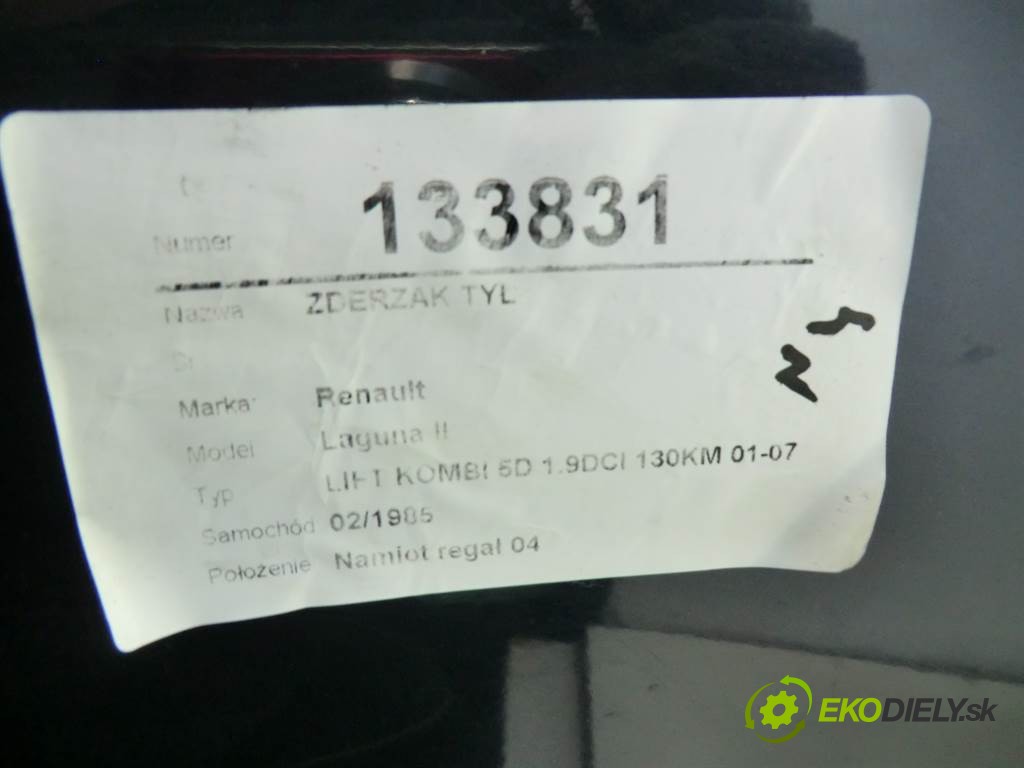 Numer 133831
Nazwa ZDERZAK TYL
Marka: Renault
Model Laguna II
Typ LIFT KOMBI 5D 1.9DCI 130KM 01-07
Samochód 02/1985
Położenie Namiot regał 04
EKODIELY.sk